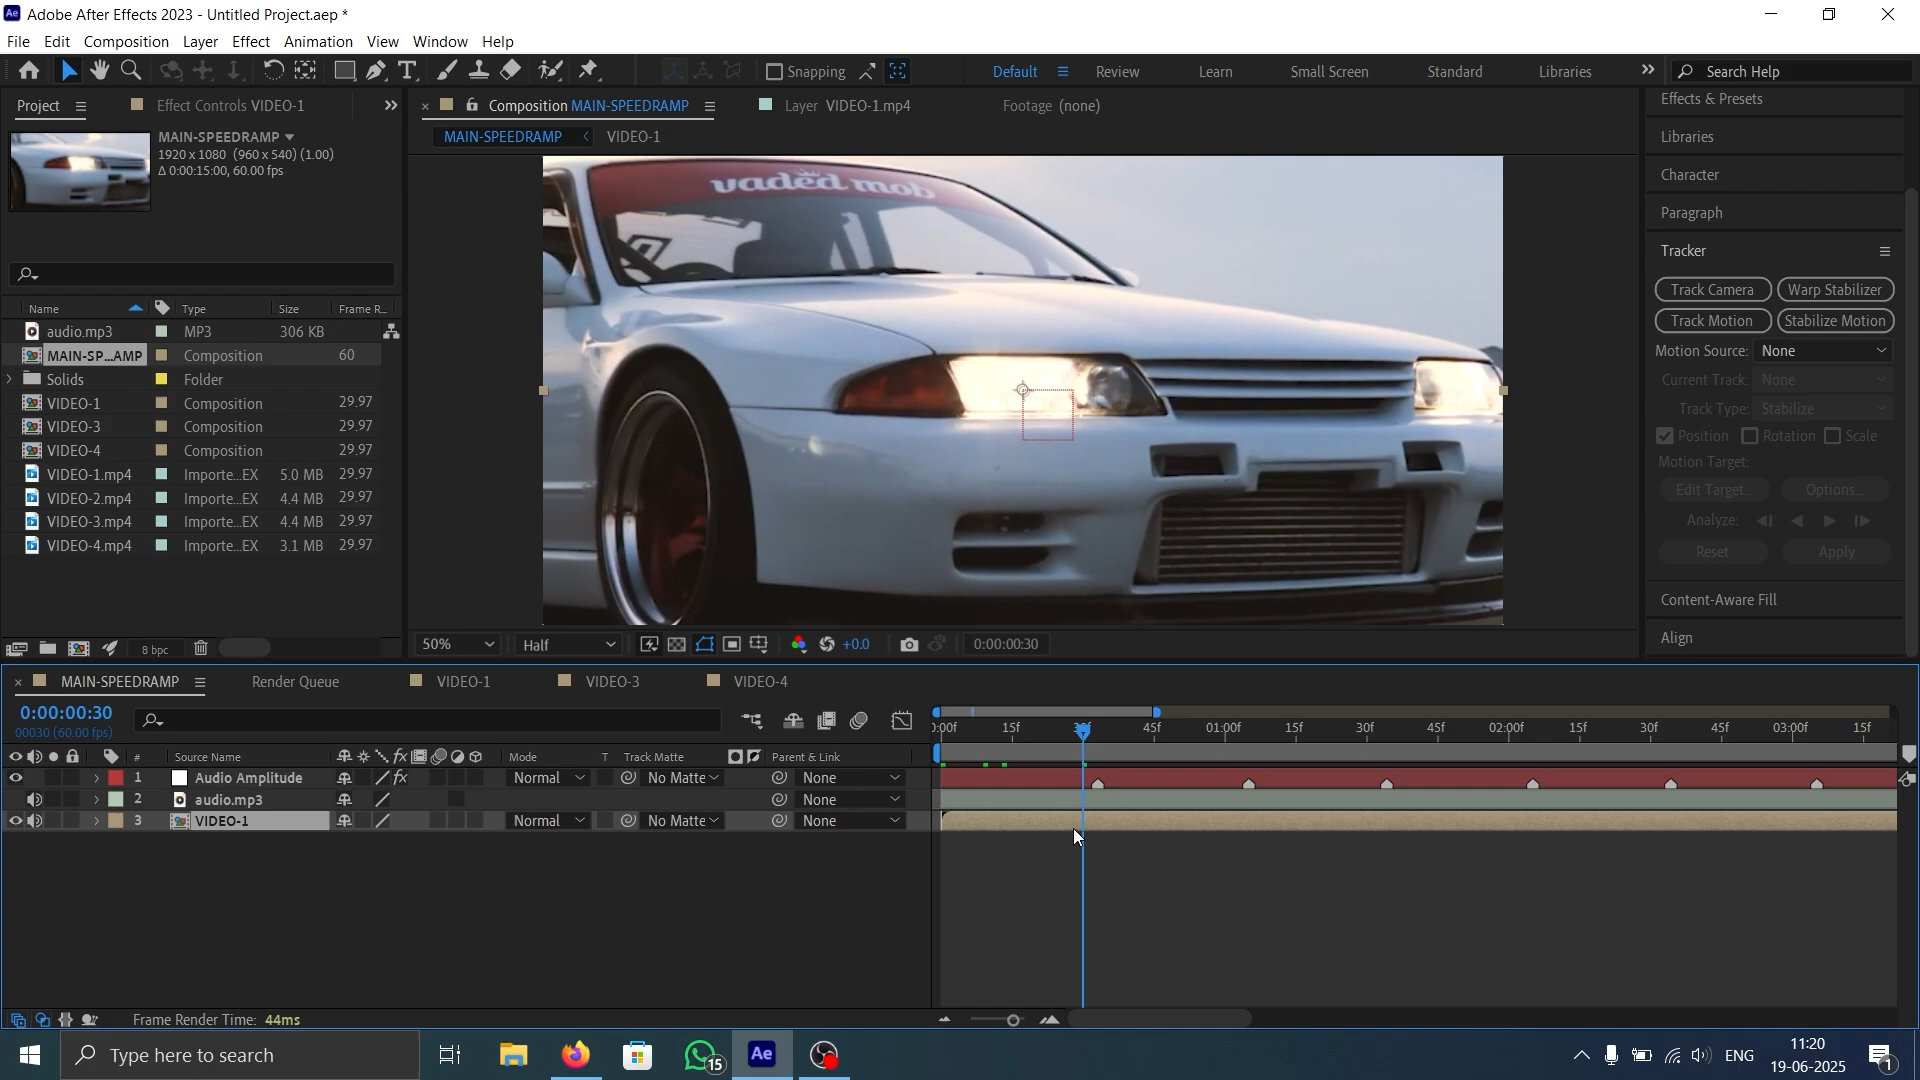 Adobe After Effects 2023 - Untitled Project.aep *
File Edit Composition Layer Effect Animation View Window Help
Snapping Default Review Learn Small Screen Standard Libraries Search Help
Project Effect Controls VIDEO-1
Composition MAIN-SPEEDRAMP Layer VIDEO-1.mp4 Footage (none)
MAIN-SPEEDRAMP VIDEO-1
MAIN-SPEEDRAMP
1920 x 1080 (960 x 540) (1.00)
Δ 0:00:15:00, 60.00 fps
Name Type Size Frame R...
audio.mp3 MP3 306 KB
MAIN-SP...AMP Composition 60
Solids Folder
VIDEO-1 Composition 29.97
VIDEO-3 Composition 29.97
VIDEO-4 Composition 29.97
VIDEO-1.mp4 Importe...EX 5.0 MB 29.97
VIDEO-2.mp4 Importe...EX 4.4 MB 29.97
VIDEO-3.mp4 Importe...EX 4.4 MB 29.97
VIDEO-4.mp4 Importe...EX 3.1 MB 29.97
8 bpc
vaded mob
50% Half +0.0 0:00:00:30
Effects & Presets
Libraries
Character
Paragraph
Tracker
Track Camera Warp Stabilizer
Track Motion Stabilize Motion
Motion Source: None
Current Track: None
Track Type: Stabilize
Position Rotation Scale
Motion Target:
Edit Target... Options...
Analyze:
Reset Apply
Content-Aware Fill
Align
MAIN-SPEEDRAMP Render Queue VIDEO-1 VIDEO-3 VIDEO-4
0:00:00:30
00030 (60.00 fps)
0:00f 15f 30f 45f 01:00f 15f 30f 45f 02:00f 15f 30f 45f 03:00f 15f
# Source Name Mode T Track Matte Parent & Link
1 Audio Amplitude Normal No Matte None
2 audio.mp3 None
3 VIDEO-1 Normal No Matte None
Frame Render Time: 44ms
Type here to search
15
Ae
ENG
11:20
19-06-2025
1